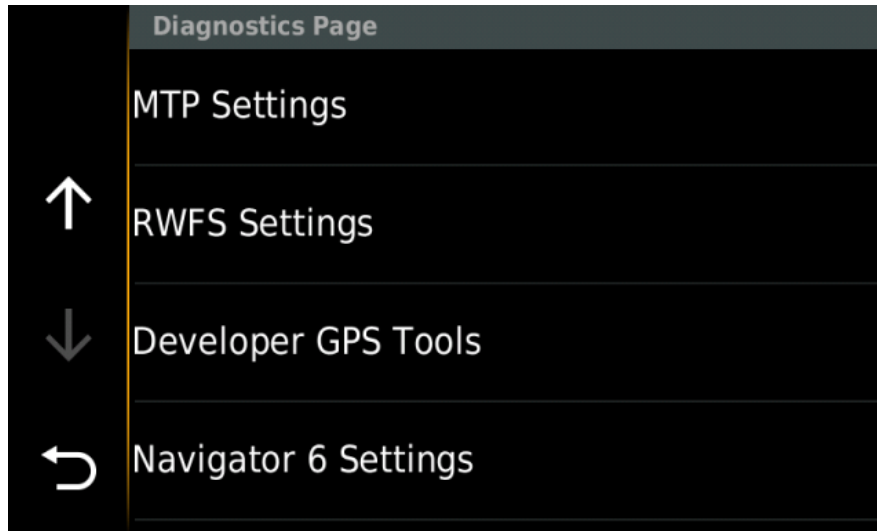 Diagnostics Page
MTP Settings
RWFS Settings
Developer GPS Tools
Navigator 6 Settings